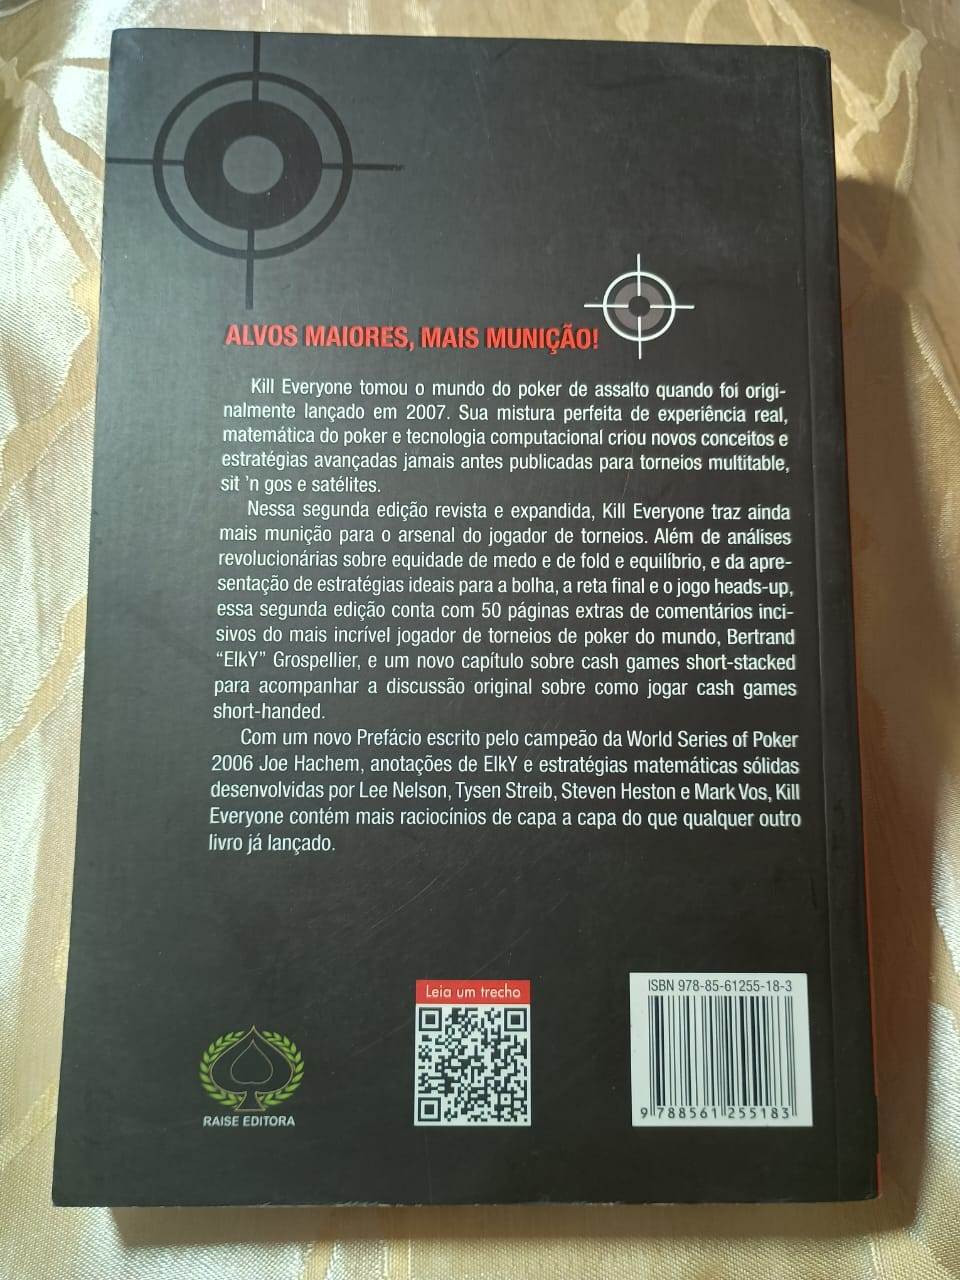 ALVOS MAIORES, MAIS MUNIÇÃO!
Kill Everyone tomou o mundo do poker de assalto quando foi origi-
nalmente lançado em 2007. Sua mistura perfeita de experiência real,
matemática do poker e tecnologia computacional criou novos conceitos e
estratégias avançadas jamais antes publicadas para torneios multitable,
sit 'n gos e satélites.
Nessa segunda edição revista e expandida, Kill Everyone traz ainda
mais munição para o arsenal do jogador de torneios. Além de análises
revolucionárias sobre equidade de medo e de fold e equilíbrio, e da apre-
sentação de estratégias ideais para a bolha, a reta final e o jogo heads-up,
essa segunda edição conta com 50 páginas extras de comentários inci-
sivos do mais incrível jogador de torneios de poker do mundo, Bertrand
“ElkY” Grospellier, e um novo capítulo sobre cash games short-stacked
para acompanhar a discussão original sobre como jogar cash games
short-handed.
Com um novo Prefácio escrito pelo campeão da World Series of Poker
2006 Joe Hachem, anotações de ElkY e estratégias matemáticas sólidas
desenvolvidas por Lee Nelson, Tysen Streib, Steven Heston e Mark Vos, Kill
Everyone contém mais raciocínios de capa a capa do que qualquer outro
livro já lançado.
RAISE EDITORA
Leia um trecho
ISBN 978-85-61255-18-3
9 788561 255183